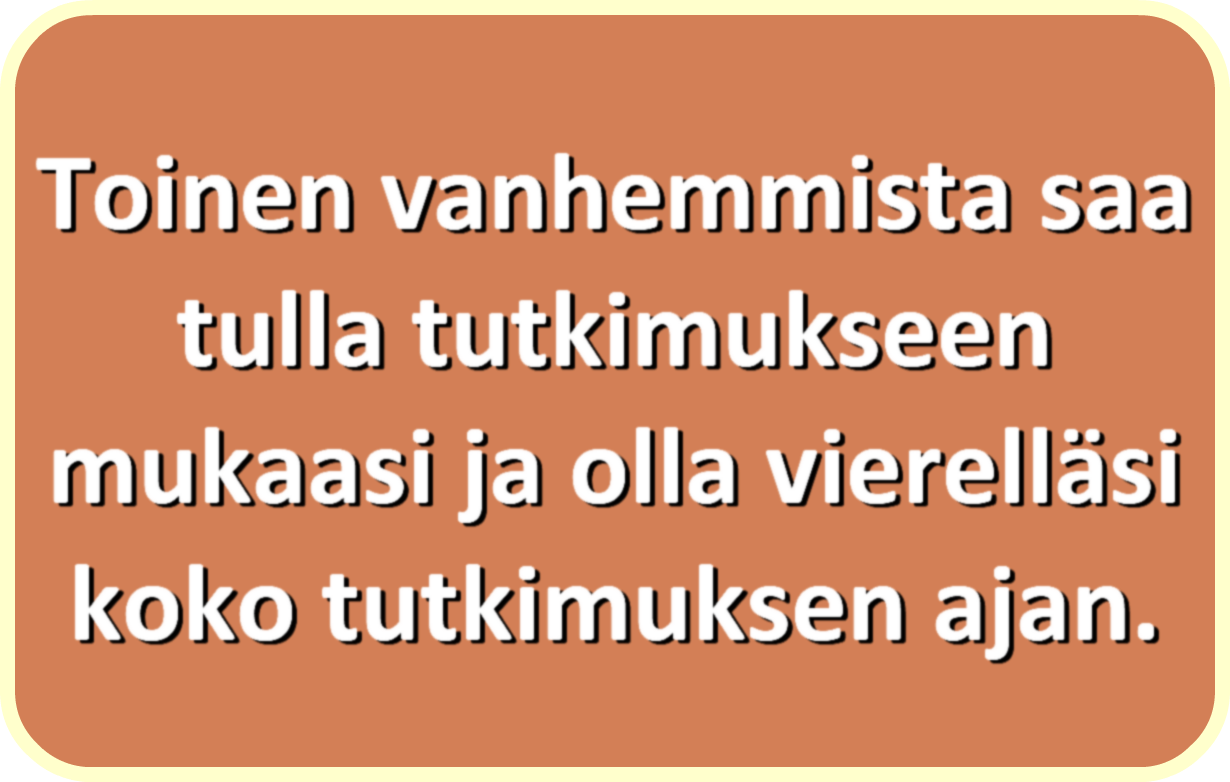 Toinen vanhemmista saa
tulla tutkimukseen
mukaasi ja olla vierelläsi
koko tutkimuksen ajan.